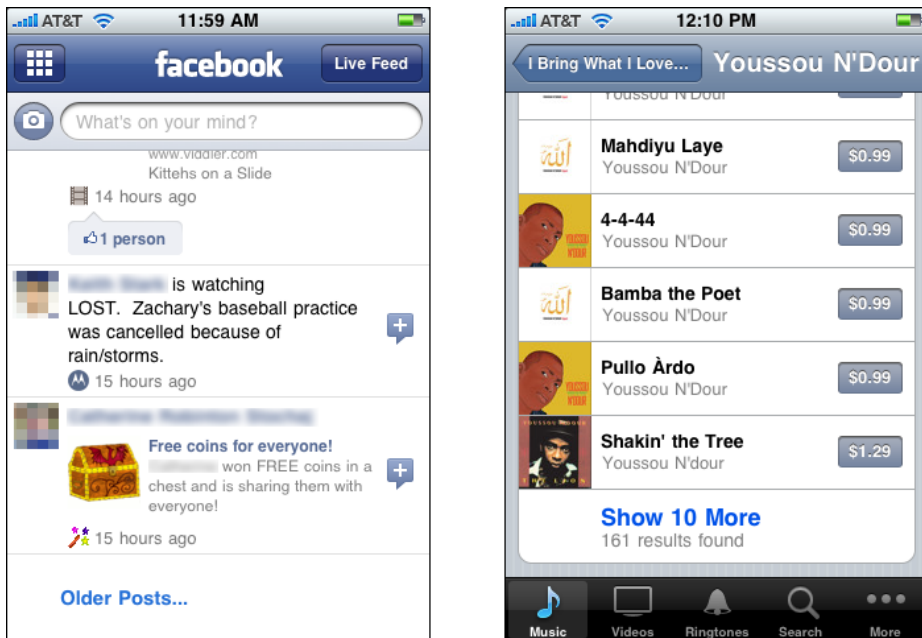 AT&T 11:59 AM
facebook
Live Feed
What's on your mind?
www.viddler.com
Kittehs on a Slide
14 hours ago
1 person
is watching
LOST. Zachary's baseball practice
was cancelled because of
rain/storms.
15 hours ago
Free coins for everyone!
won FREE coins in a
chest and is sharing them with
everyone!
15 hours ago
Older Posts...
AT&T 12:10 PM
I Bring What I Love... Youssou N'Dour
Youssou N'Dour
Mahdiyu Laye
Youssou N'Dour
$0.99
4-4-44
Youssou N'Dour
$0.99
Bamba the Poet
Youssou N'Dour
$0.99
Pullo Àrdo
Youssou N'Dour
$0.99
Shakin' the Tree
Youssou N'dour
$1.29
Show 10 More
161 results found
Music Videos Ringtones Search More